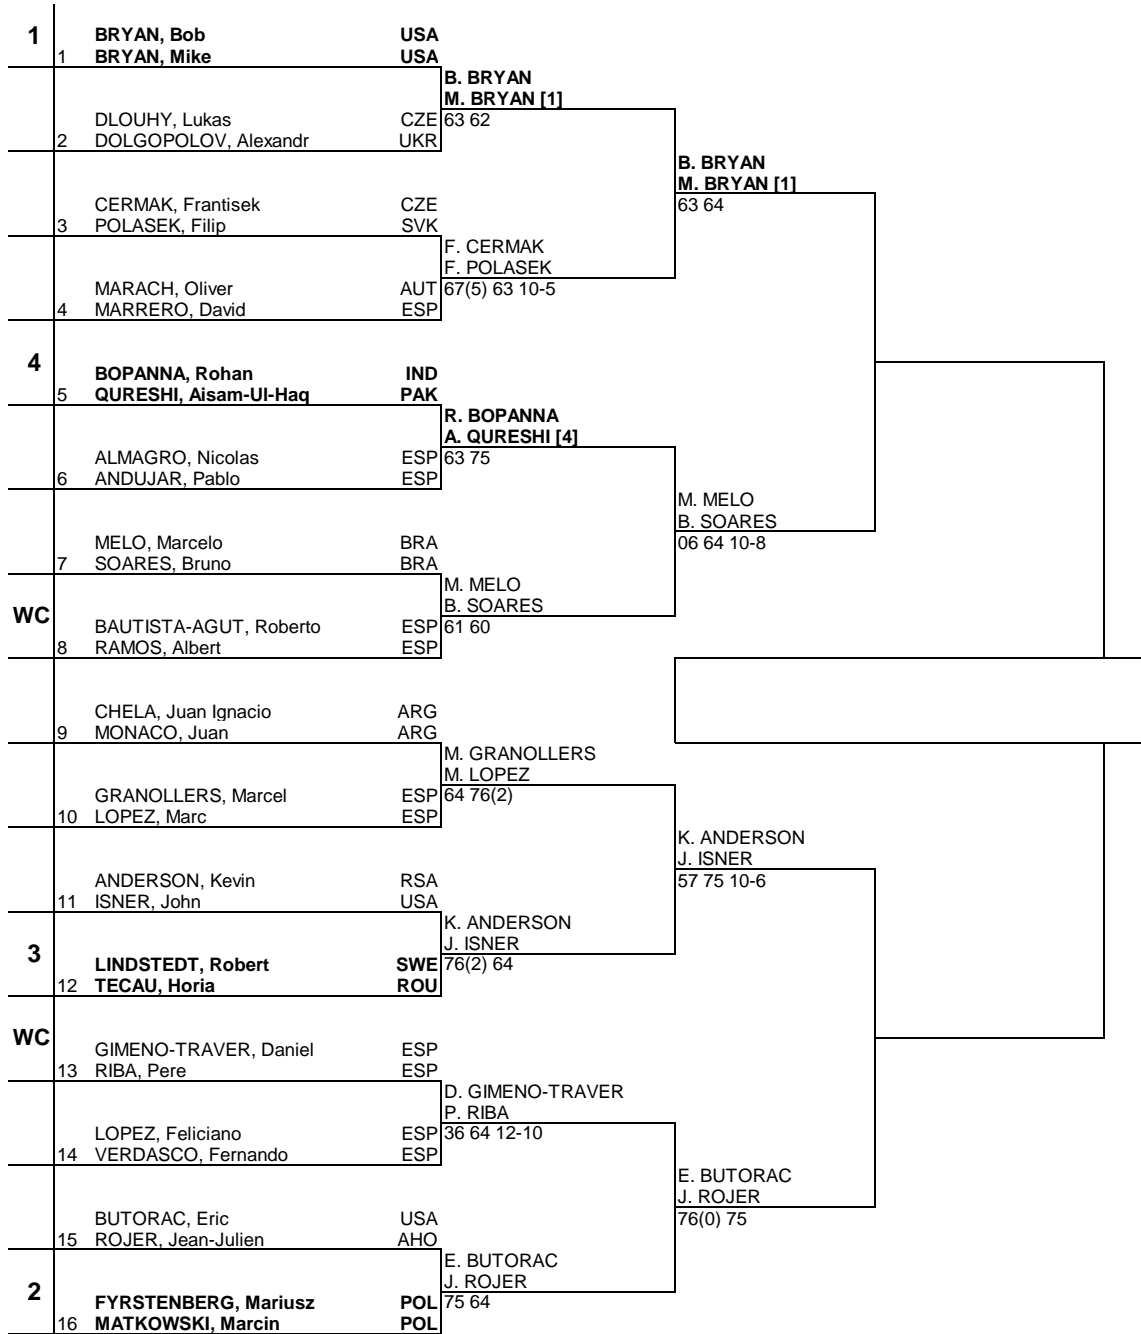 1 BRYAN, Bob USA
1 BRYAN, Mike USA
B. BRYAN
M. BRYAN [1]
DLOUHY, Lukas CZE 63 62
2 DOLGOPOLOV, Alexandr UKR
B. BRYAN
M. BRYAN [1]
CERMAK, Frantisek CZE 63 64
3 POLASEK, Filip SVK
F. CERMAK
F. POLASEK
MARACH, Oliver AUT 67(5) 63 10-5
4 MARRERO, David ESP
4 BOPANNA, Rohan IND
5 QURESHI, Aisam-Ul-Haq PAK
R. BOPANNA
A. QURESHI [4]
ALMAGRO, Nicolas ESP 63 75
6 ANDUJAR, Pablo ESP
M. MELO
B. SOARES
MELO, Marcelo BRA 06 64 10-8
7 SOARES, Bruno BRA
M. MELO
WC B. SOARES
BAUTISTA-AGUT, Roberto ESP 61 60
8 RAMOS, Albert ESP
CHELA, Juan Ignacio ARG
9 MONACO, Juan ARG
M. GRANOLLERS
M. LOPEZ
GRANOLLERS, Marcel ESP 64 76(2)
10 LOPEZ, Marc ESP
K. ANDERSON
J. ISNER
ANDERSON, Kevin RSA 57 75 10-6
11 ISNER, John USA
K. ANDERSON
3 J. ISNER
LINDSTEDT, Robert SWE 76(2) 64
12 TECAU, Horia ROU
WC
GIMENO-TRAVER, Daniel ESP
13 RIBA, Pere ESP
D. GIMENO-TRAVER
P. RIBA
LOPEZ, Feliciano ESP 36 64 12-10
14 VERDASCO, Fernando ESP
E. BUTORAC
J. ROJER
BUTORAC, Eric USA 76(0) 75
15 ROJER, Jean-Julien AHO
E. BUTORAC
2 J. ROJER
FYRSTENBERG, Mariusz POL 75 64
16 MATKOWSKI, Marcin POL